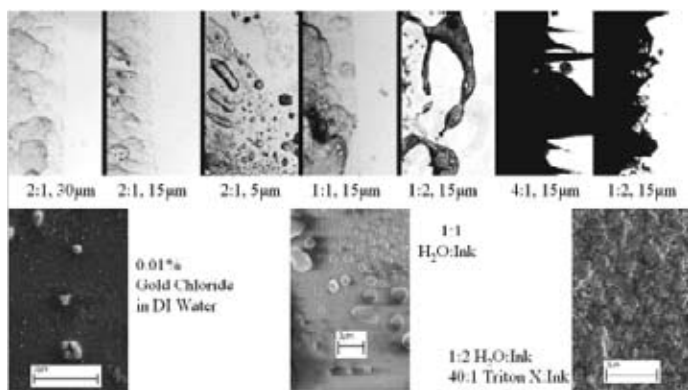 2:1, 30µm 2:1, 15µm 2:1, 5µm 1:1, 15µm 1:2, 15µm 4:1, 15µm 1:2, 15µm
0.01%
Gold Chloride
in DI Water
1:1
H₂O:Ink
1:2 H₂O:Ink
40:1 Triton X:Ink